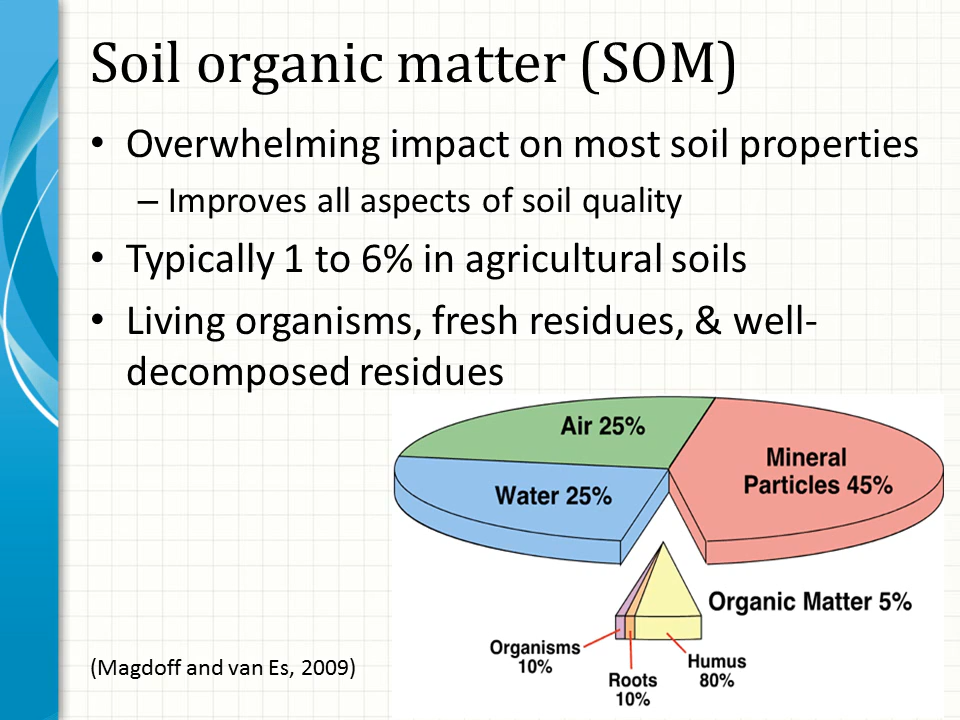 Soil organic matter (SOM)
• Overwhelming impact on most soil properties
– Improves all aspects of soil quality
• Typically 1 to 6% in agricultural soils
• Living organisms, fresh residues, & well-
decomposed residues
Air 25%
Mineral
Particles 45%
Water 25%
Organic Matter 5%
Organisms
10%
Roots
10%
Humus
80%
(Magdoff and van Es, 2009)